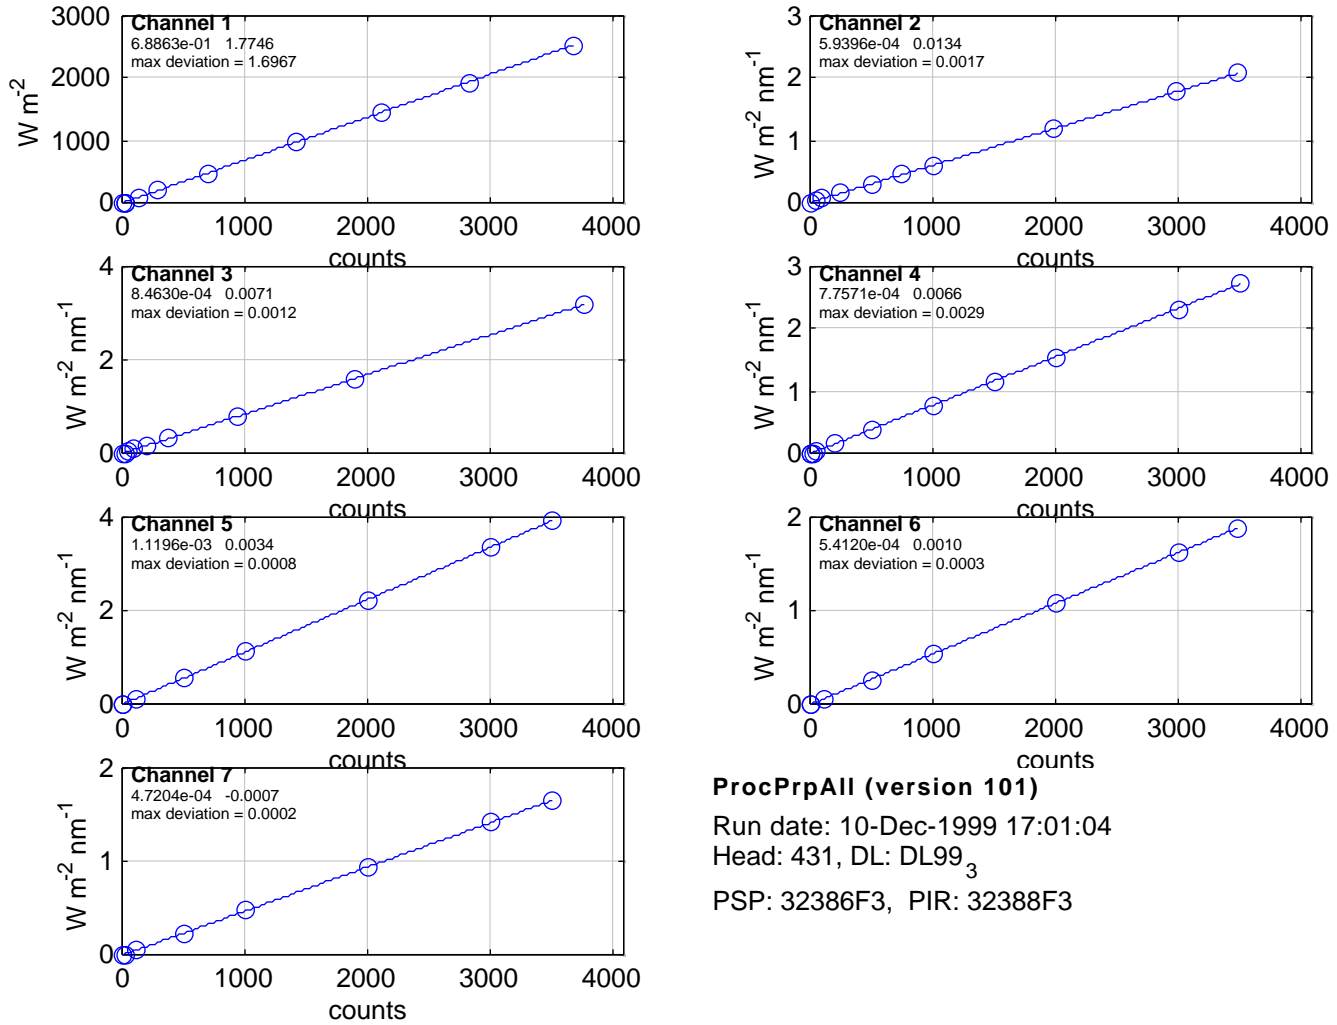 Channel 1
6.8863e-01 1.7746
max deviation = 1.6967
3000
2000
1000
0
W m-2
0 1000 2000 3000 4000
counts
Channel 2
5.9396e-04 0.0134
max deviation = 0.0017
3
2
1
0
W m-2 nm-1
0 1000 2000 3000 4000
counts
Channel 3
8.4630e-04 0.0071
max deviation = 0.0012
4
2
0
W m-2 nm-1
0 1000 2000 3000 4000
counts
Channel 4
7.7571e-04 0.0066
max deviation = 0.0029
3
2
1
0
W m-2 nm-1
0 1000 2000 3000 4000
counts
Channel 5
1.1196e-03 0.0034
max deviation = 0.0008
4
2
0
W m-2 nm-1
0 1000 2000 3000 4000
counts
Channel 6
5.4120e-04 0.0010
max deviation = 0.0003
2
1
0
W m-2 nm-1
0 1000 2000 3000 4000
counts
Channel 7
4.7204e-04 -0.0007
max deviation = 0.0002
2
1
0
W m-2 nm-1
0 1000 2000 3000 4000
counts
ProcPrpAll (version 101)
Run date: 10-Dec-1999 17:01:04
Head: 431, DL: DL993
PSP: 32386F3, PIR: 32388F3